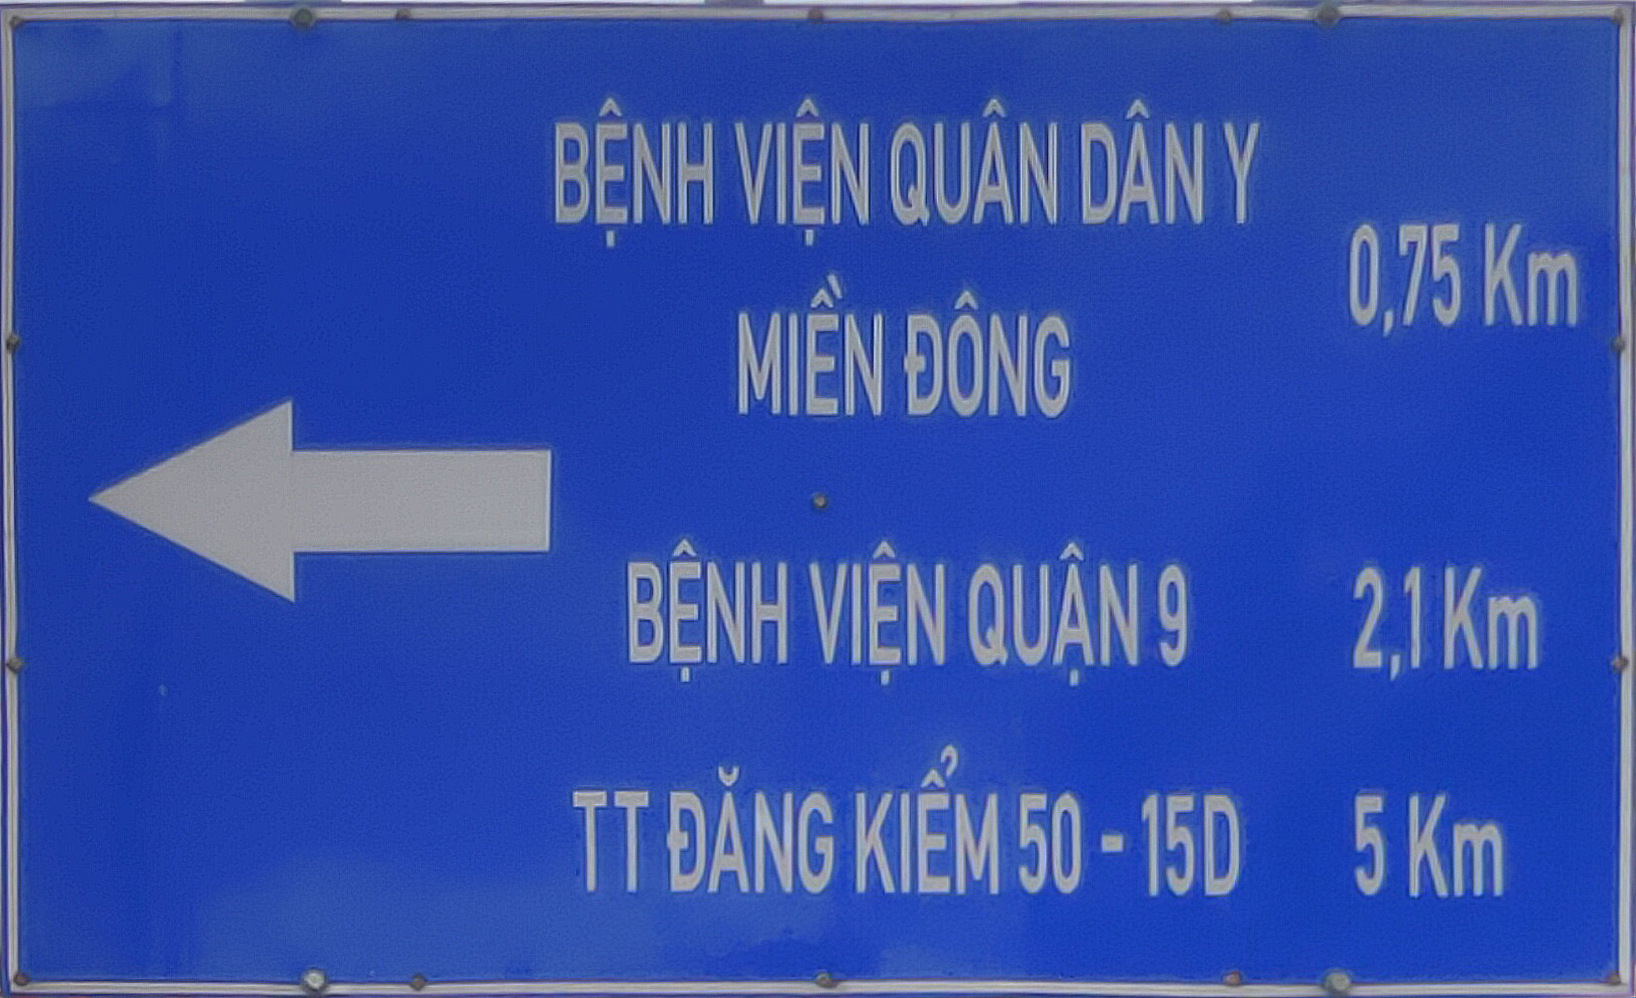 BỆNH VIỆN QUÂN DÂN Y
0,75 Km
MIỀN ĐÔNG
BỆNH VIỆN QUẬN 9 2,1 Km
TT ĐĂNG KIỂM 50 - 15D 5 Km